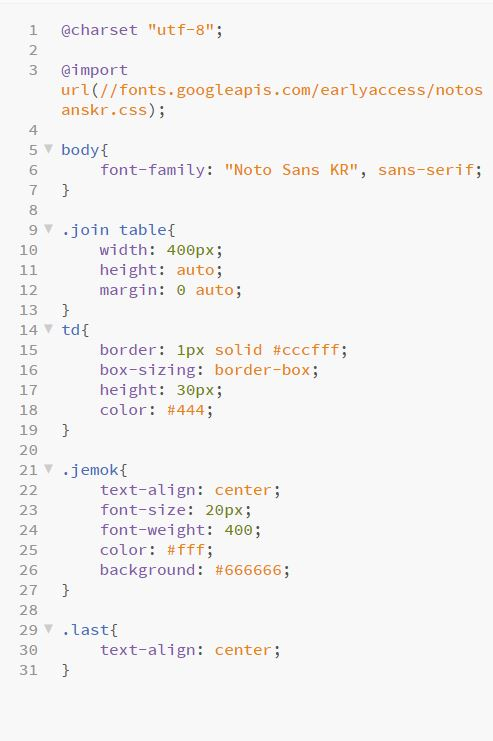 1 @charset "utf-8";
2
3 @import
url(//fonts.googleapis.com/earlyaccess/notos
anskr.css);
4
5 body{
6     font-family: "Noto Sans KR", sans-serif;
7 }
8
9 .join table{
10     width: 400px;
11     height: auto;
12     margin: 0 auto;
13 }
14 td{
15     border: 1px solid #cccfff;
16     box-sizing: border-box;
17     height: 30px;
18     color: #444;
19 }
20
21 .jemok{
22     text-align: center;
23     font-size: 20px;
24     font-weight: 400;
25     color: #fff;
26     background: #666666;
27 }
28
29 .last{
30     text-align: center;
31 }